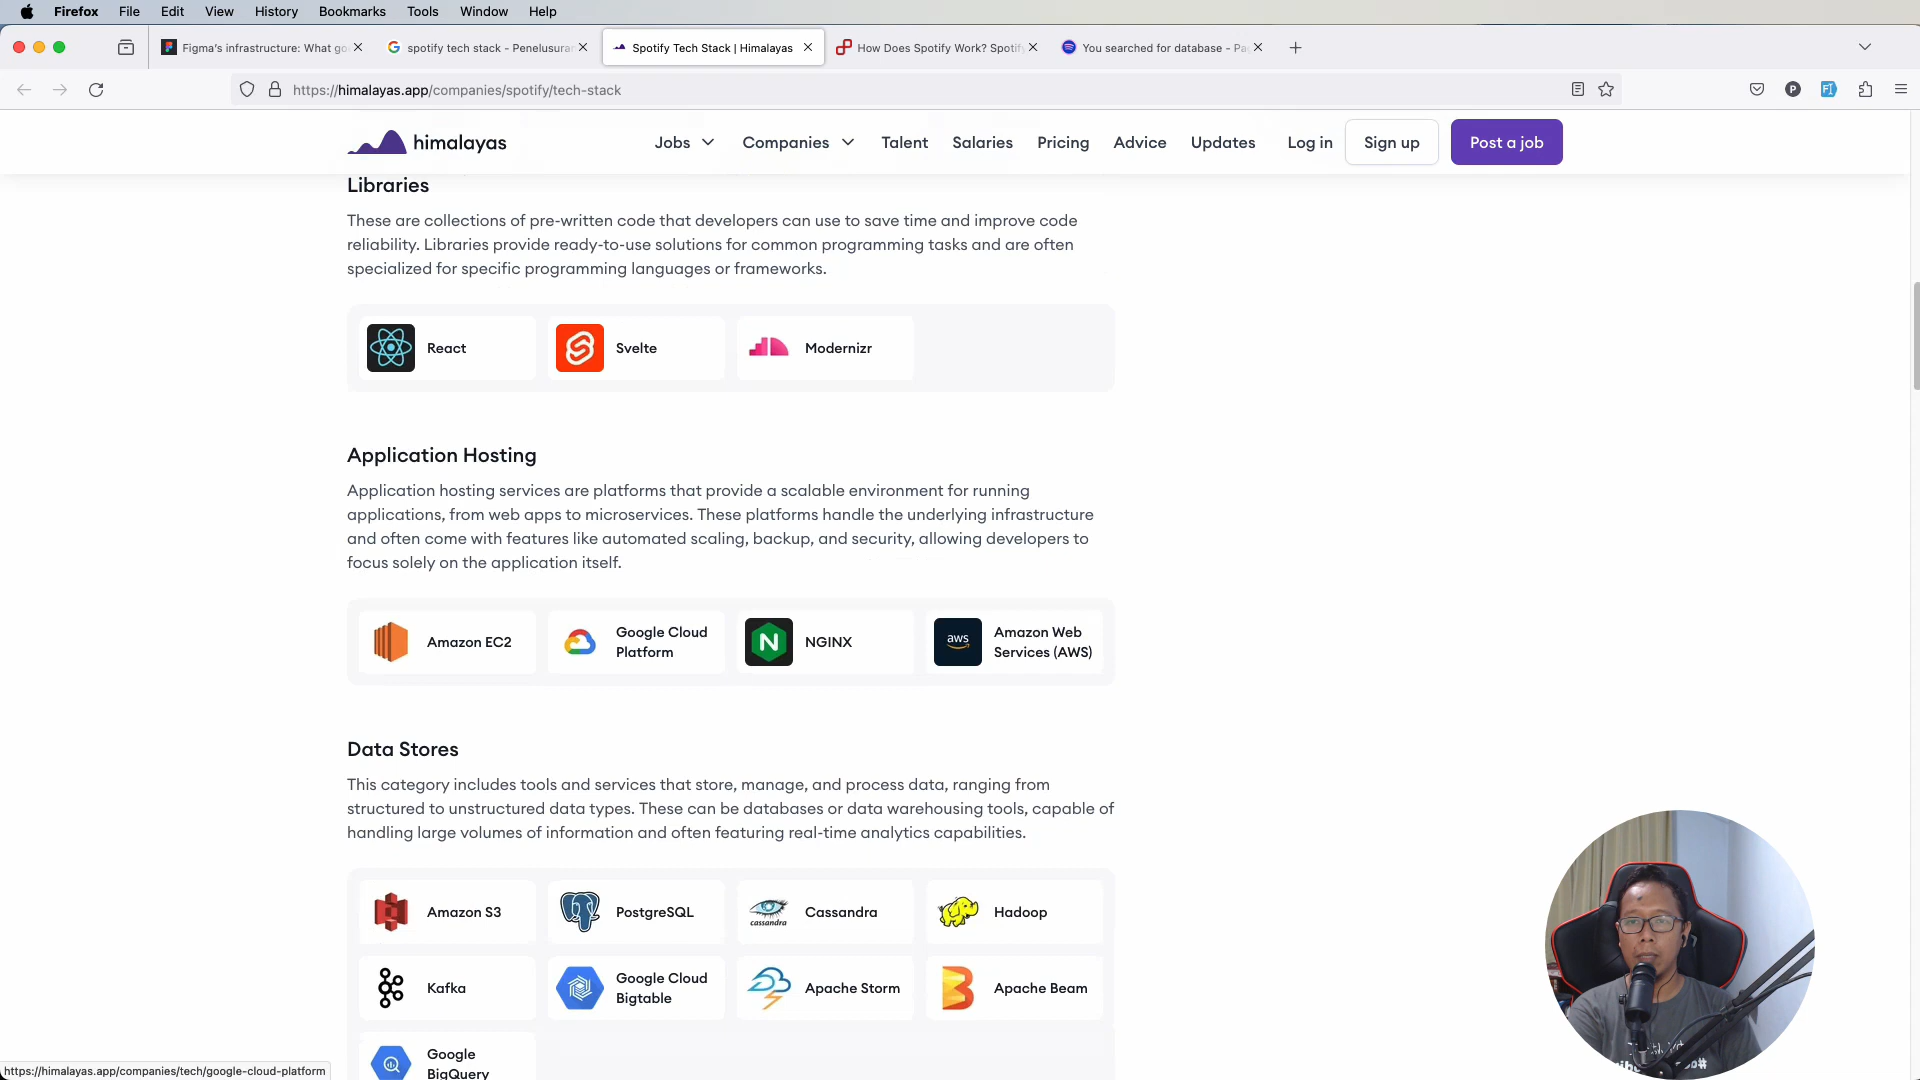 Firefox File Edit View History Bookmarks Tools Window Help
Figma's infrastructure: What go
spotify tech stack - Penelusura
Spotify Tech Stack | Himalayas
How Does Spotify Work? Spotify
You searched for database - Pa
https://himalayas.app/companies/spotify/tech-stack
himalayas
Jobs
Companies
Talent
Salaries
Pricing
Advice
Updates
Log in
Sign up
Post a job
Libraries
These are collections of pre-written code that developers can use to save time and improve code
reliability. Libraries provide ready-to-use solutions for common programming tasks and are often
specialized for specific programming languages or frameworks.
React
Svelte
Modernizr
Application Hosting
Application hosting services are platforms that provide a scalable environment for running
applications, from web apps to microservices. These platforms handle the underlying infrastructure
and often come with features like automated scaling, backup, and security, allowing developers to
focus solely on the application itself.
Amazon EC2
Google Cloud
Platform
N
NGINX
aws
Amazon Web
Services (AWS)
Data Stores
This category includes tools and services that store, manage, and process data, ranging from
structured to unstructured data types. These can be databases or data warehousing tools, capable of
handling large volumes of information and often featuring real-time analytics capabilities.
Amazon S3
PostgreSQL
cassandra
Cassandra
Hadoop
Kafka
Google Cloud
Bigtable
Apache Storm
Apache Beam
Google
BigQuery
https://himalayas.app/companies/tech/google-cloud-platform